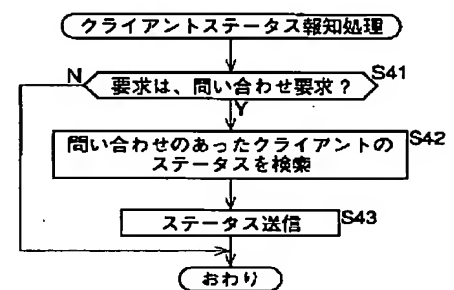 クライアントステータス報知処理
N
要求は、問い合わせ要求？
S41
Y
問い合わせのあったクライアントの
ステータスを検索
S42
ステータス送信
S43
おわり